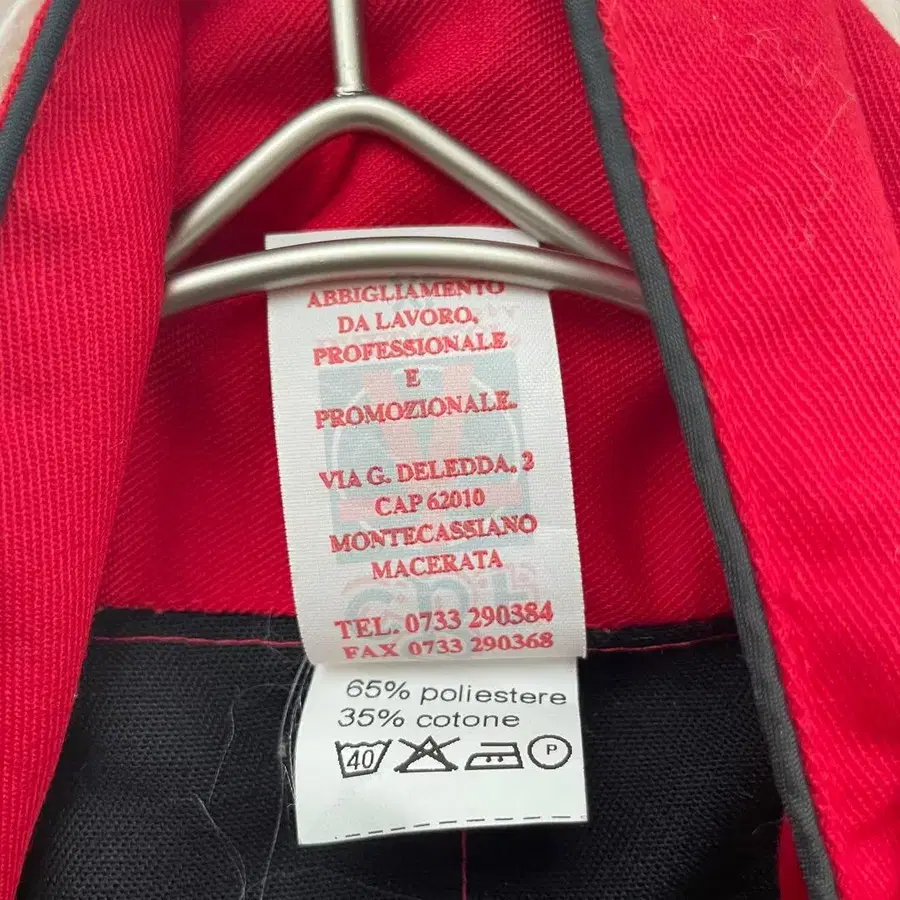 ABBIGLIAMENTO
DA LAVORO,
PROFESSIONALE
E
PROMOZIONALE.
VIA G. DELEDDA, 2
CAP 62010
MONTECASSIANO
MACERATA
TEL. 0733 290384
FAX 0733 290368
65% poliestere
35% cotone
40 P